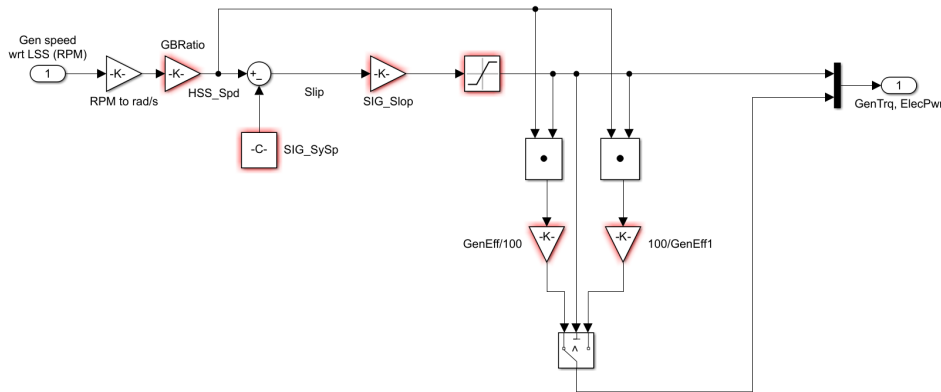 Gen speed
wrt LSS (RPM)
1
-K-
RPM to rad/s
GBRatio
-K-
HSS_Spd
+
-
-C-
SIG_SySp
Slip
-K-
SIG_Slop
GenEff/100
-K-
-K-
100/GenEff1
1
GenTrq, ElecPwr